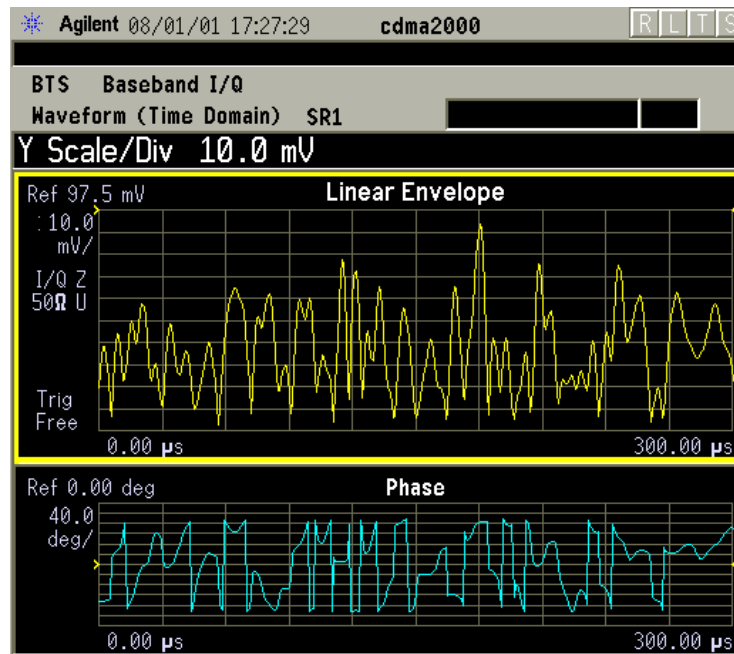 Agilent 08/01/01 17:27:29 cdma2000 R L T S
BTS Baseband I/Q
Waveform (Time Domain) SR1
Y Scale/Div 10.0 mV
Ref 97.5 mV Linear Envelope
10.0
mV/
I/Q Z
50Ω U
Trig
Free
0.00 µs 300.00 µs
Ref 0.00 deg Phase
40.0
deg/
0.00 µs 300.00 µs